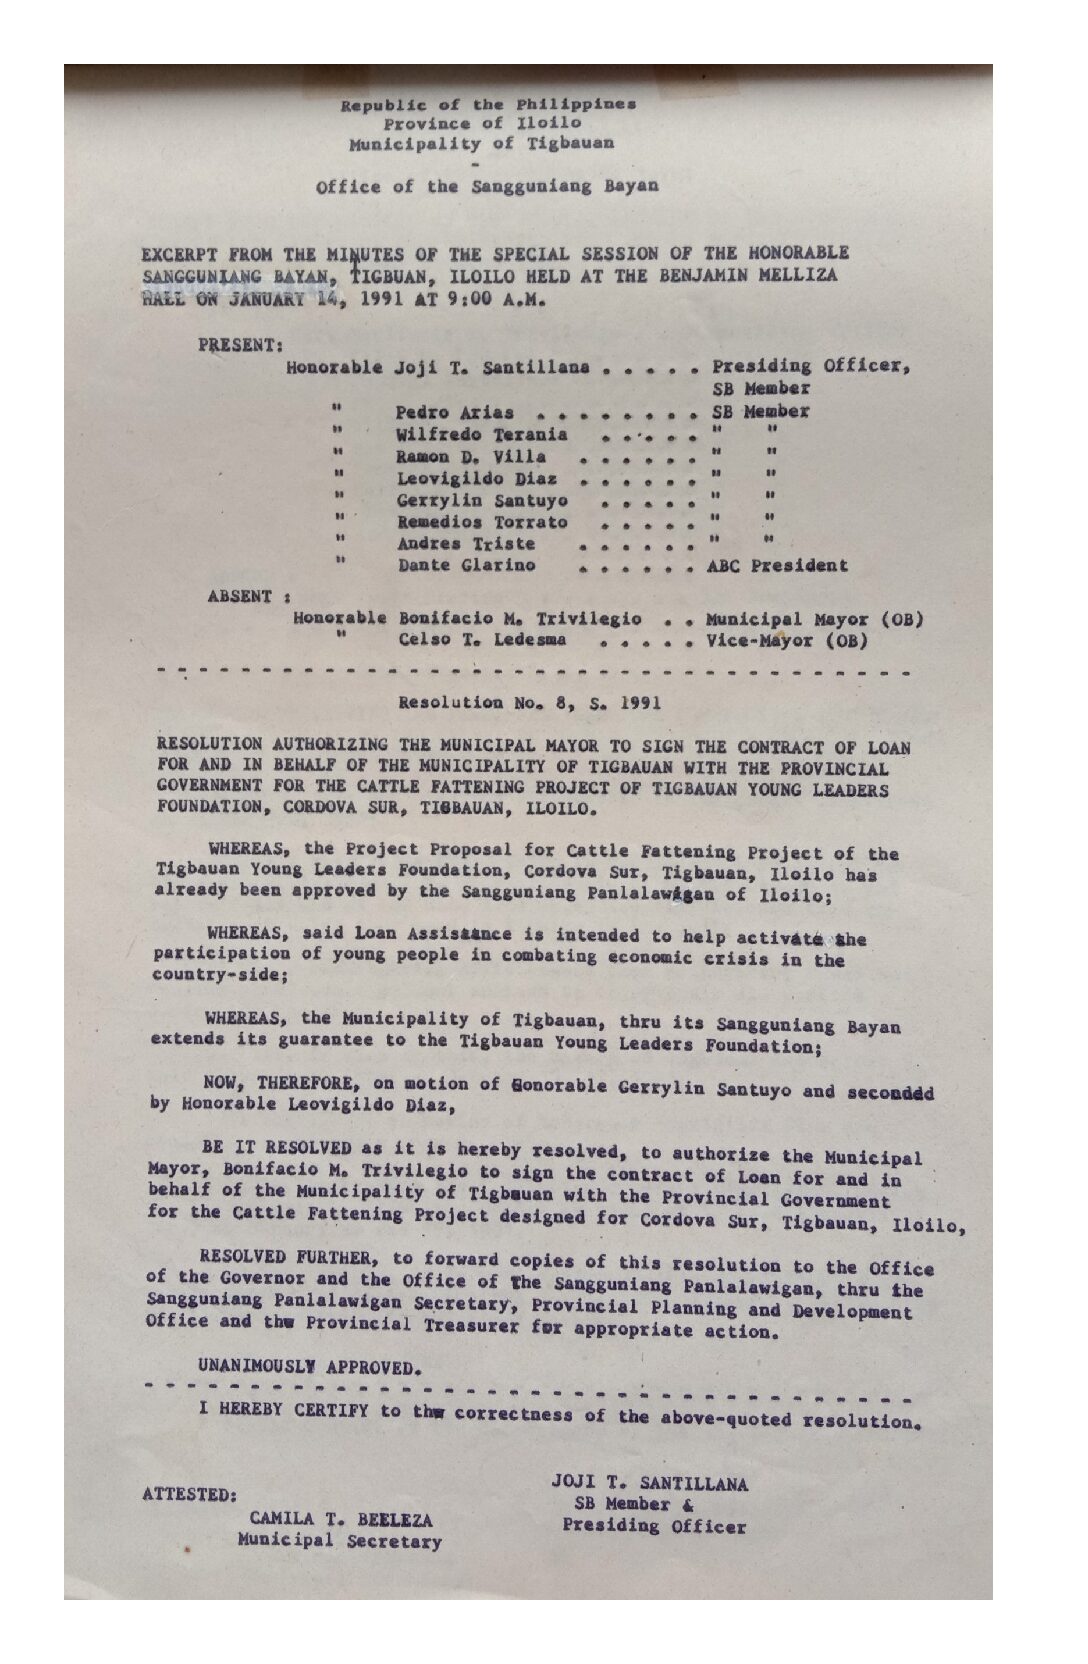 Republic of the Philippines
Province of Iloilo
Municipality of Tigbauan
-
Office of the Sangguniang Bayan
EXCERPT FROM THE MINUTES OF THE SPECIAL SESSION OF THE HONORABLE
SANGGUNIANG BAYAN, TIGBUAN, ILOILO HELD AT THE BENJAMIN MELLIZA
HALL ON JANUARY 14, 1991 AT 9:00 A.M.
PRESENT:
Honorable Joji T. Santillana . . . . . Presiding Officer,
SB Member
" Pedro Arias . . . . . . . . SB Member
" Wilfredo Terania . . . . . " "
" Ramon D. Villa . . . . . . " "
" Leovigildo Diaz . . . . . . " "
" Gerrylin Santuyo . . . . . " "
" Remedios Torrato . . . . . " "
" Andres Triste . . . . . . " "
" Dante Glarino . . . . . . ABC President
ABSENT :
Honorable Bonifacio M. Trivilegio . . Municipal Mayor (OB)
" Celso T. Ledesma . . . . . Vice-Mayor (OB)
- - - - - - - - - - - - - - - - - - - - - - - - - - - - - - - - - - - -
Resolution No. 8, S. 1991
RESOLUTION AUTHORIZING THE MUNICIPAL MAYOR TO SIGN THE CONTRACT OF LOAN
FOR AND IN BEHALF OF THE MUNICIPALITY OF TIGBAUAN WITH THE PROVINCIAL
GOVERNMENT FOR THE CATTLE FATTENING PROJECT OF TIGBAUAN YOUNG LEADERS
FOUNDATION, CORDOVA SUR, TIGBAUAN, ILOILO.
WHEREAS, the Project Proposal for Cattle Fattening Project of the
Tigbauan Young Leaders Foundation, Cordova Sur, Tigbauan, Iloilo has
already been approved by the Sangguniang Panlalawigan of Iloilo;
WHEREAS, said Loan Assistance is intended to help activate the
participation of young people in combating economic crisis in the
country-side;
WHEREAS, the Municipality of Tigbauan, thru its Sangguniang Bayan
extends its guarantee to the Tigbauan Young Leaders Foundation;
NOW, THEREFORE, on motion of Honorable Gerrylin Santuyo and seconded
by Honorable Leovigildo Diaz,
BE IT RESOLVED as it is hereby resolved, to authorize the Municipal
Mayor, Bonifacio M. Trivilegio to sign the contract of Loan for and in
behalf of the Municipality of Tigbauan with the Provincial Government
for the Cattle Fattening Project designed for Cordova Sur, Tigbauan, Iloilo,
RESOLVED FURTHER, to forward copies of this resolution to the Office
of the Governor and the Office of the Sangguniang Panlalawigan, thru the
Sangguniang Panlalawigan Secretary, Provincial Planning and Development
Office and the Provincial Treasurer for appropriate action.
UNANIMOUSLY APPROVED.
- - - - - - - - - - - - - - - - - - - - - - - - - - - - - - - - - - - -
I HEREBY CERTIFY to the correctness of the above-quoted resolution.
JOJI T. SANTILLANA
SB Member &
Presiding Officer
ATTESTED:
CAMILA T. BEELEZA
Municipal Secretary